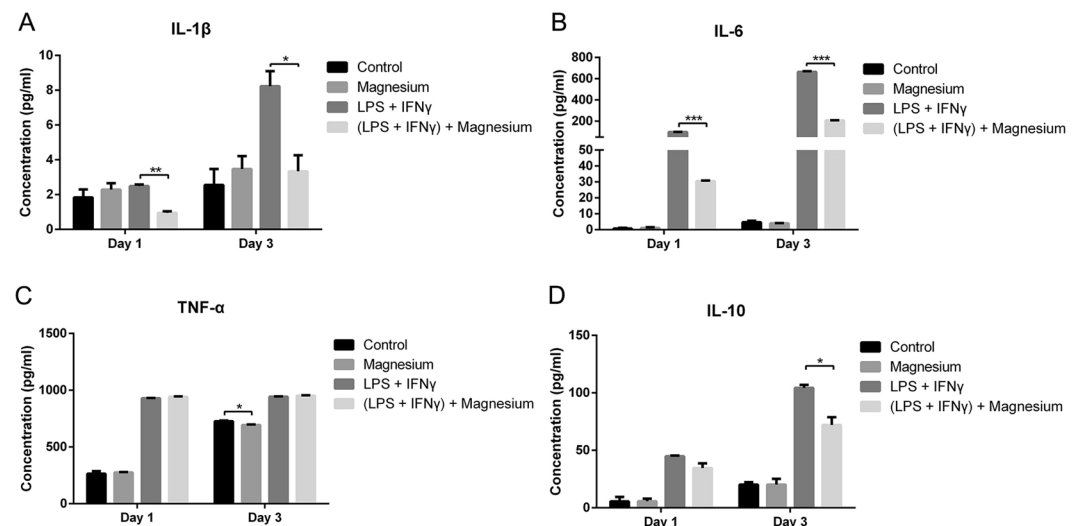 A
IL-1β
Concentration (pg/ml)
10
8
6
4
2
0
**
*
Day 1
Day 3
Control
Magnesium
LPS + IFNγ
(LPS + IFNγ) + Magnesium
B
IL-6
Concentration (pg/ml)
800
600
400
200
50
40
30
20
10
0
***
***
Day 1
Day 3
Control
Magnesium
LPS + IFNγ
(LPS + IFNγ) + Magnesium
C
TNF-α
Concentration (pg/ml)
1500
1000
500
0
*
Day 1
Day 3
Control
Magnesium
LPS + IFNγ
(LPS + IFNγ) + Magnesium
D
IL-10
Concentration (pg/ml)
150
100
50
0
*
Day 1
Day 3
Control
Magnesium
LPS + IFNγ
(LPS + IFNγ) + Magnesium